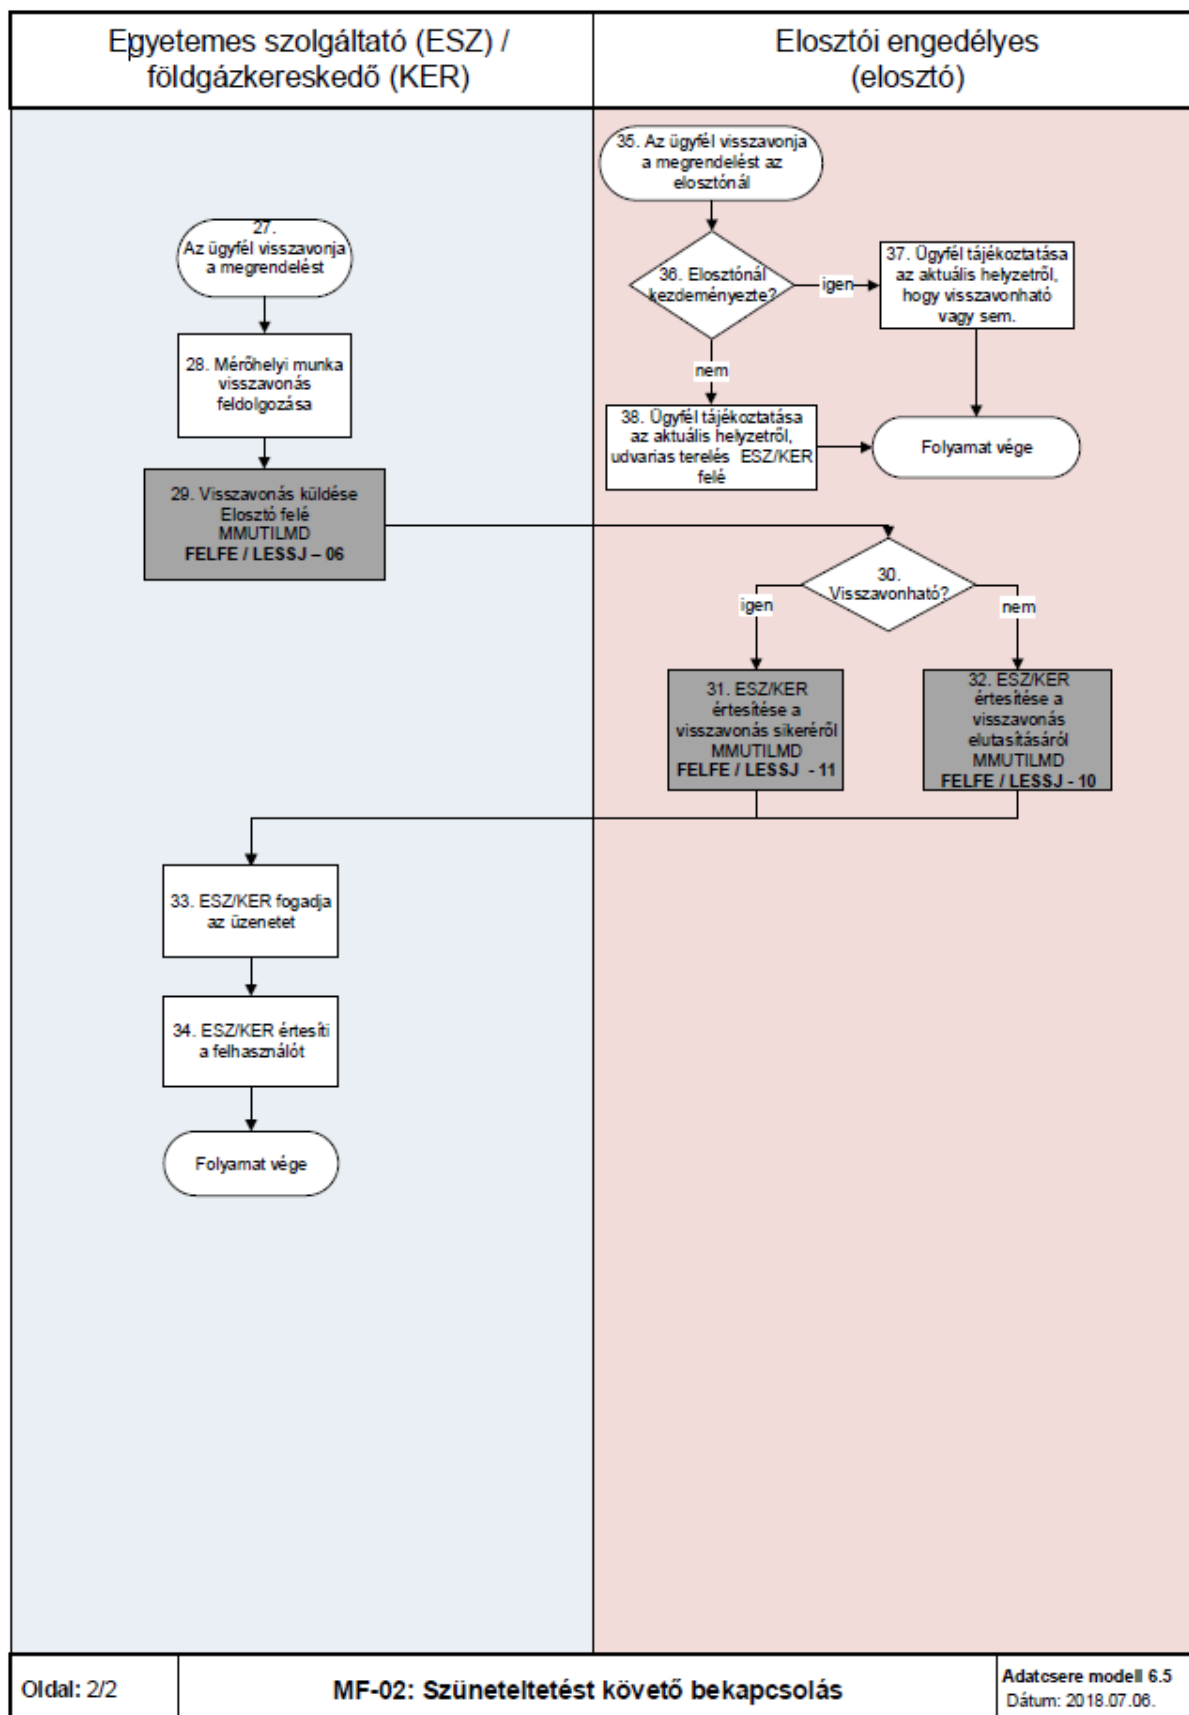 Egyetemes szolgáltató (ESZ) /
földgázkereskedő (KER)
Elosztói engedélyes
(elosztó)
35. Az ügyfél visszavonja
a megrendelést az
elosztónál
27.
Az ügyfél visszavonja
a megrendelést
36. Elosztónál
kezdeményezte?
igen
37. Ügyfél tájékoztatása
az aktuális helyzetről,
hogy visszavonható
vagy sem.
28. Mérőhelyi munka
visszavonás
feldolgozása
nem
38. Ügyfél tájékoztatása
az aktuális helyzetről,
udvarias terelés ESZ/KER
felé
Folyamat vége
29. Visszavonás küldése
Elosztó felé
MMUTILMD
FELFE / LESSJ – 06
30.
Visszavonható?
igen
nem
31. ESZ/KER
értesítése a
visszavonás sikeréről
MMUTILMD
FELFE / LESSJ - 11
32. ESZ/KER
értesítése a
visszavonás
elutasításáról
MMUTILMD
FELFE / LESSJ - 10
33. ESZ/KER fogadja
az üzenetet
34. ESZ/KER értesíti
a felhasználót
Folyamat vége
Oldal: 2/2
MF-02: Szüneteltetést követő bekapcsolás
Adatcsere modell 6.5
Dátum: 2018.07.06.